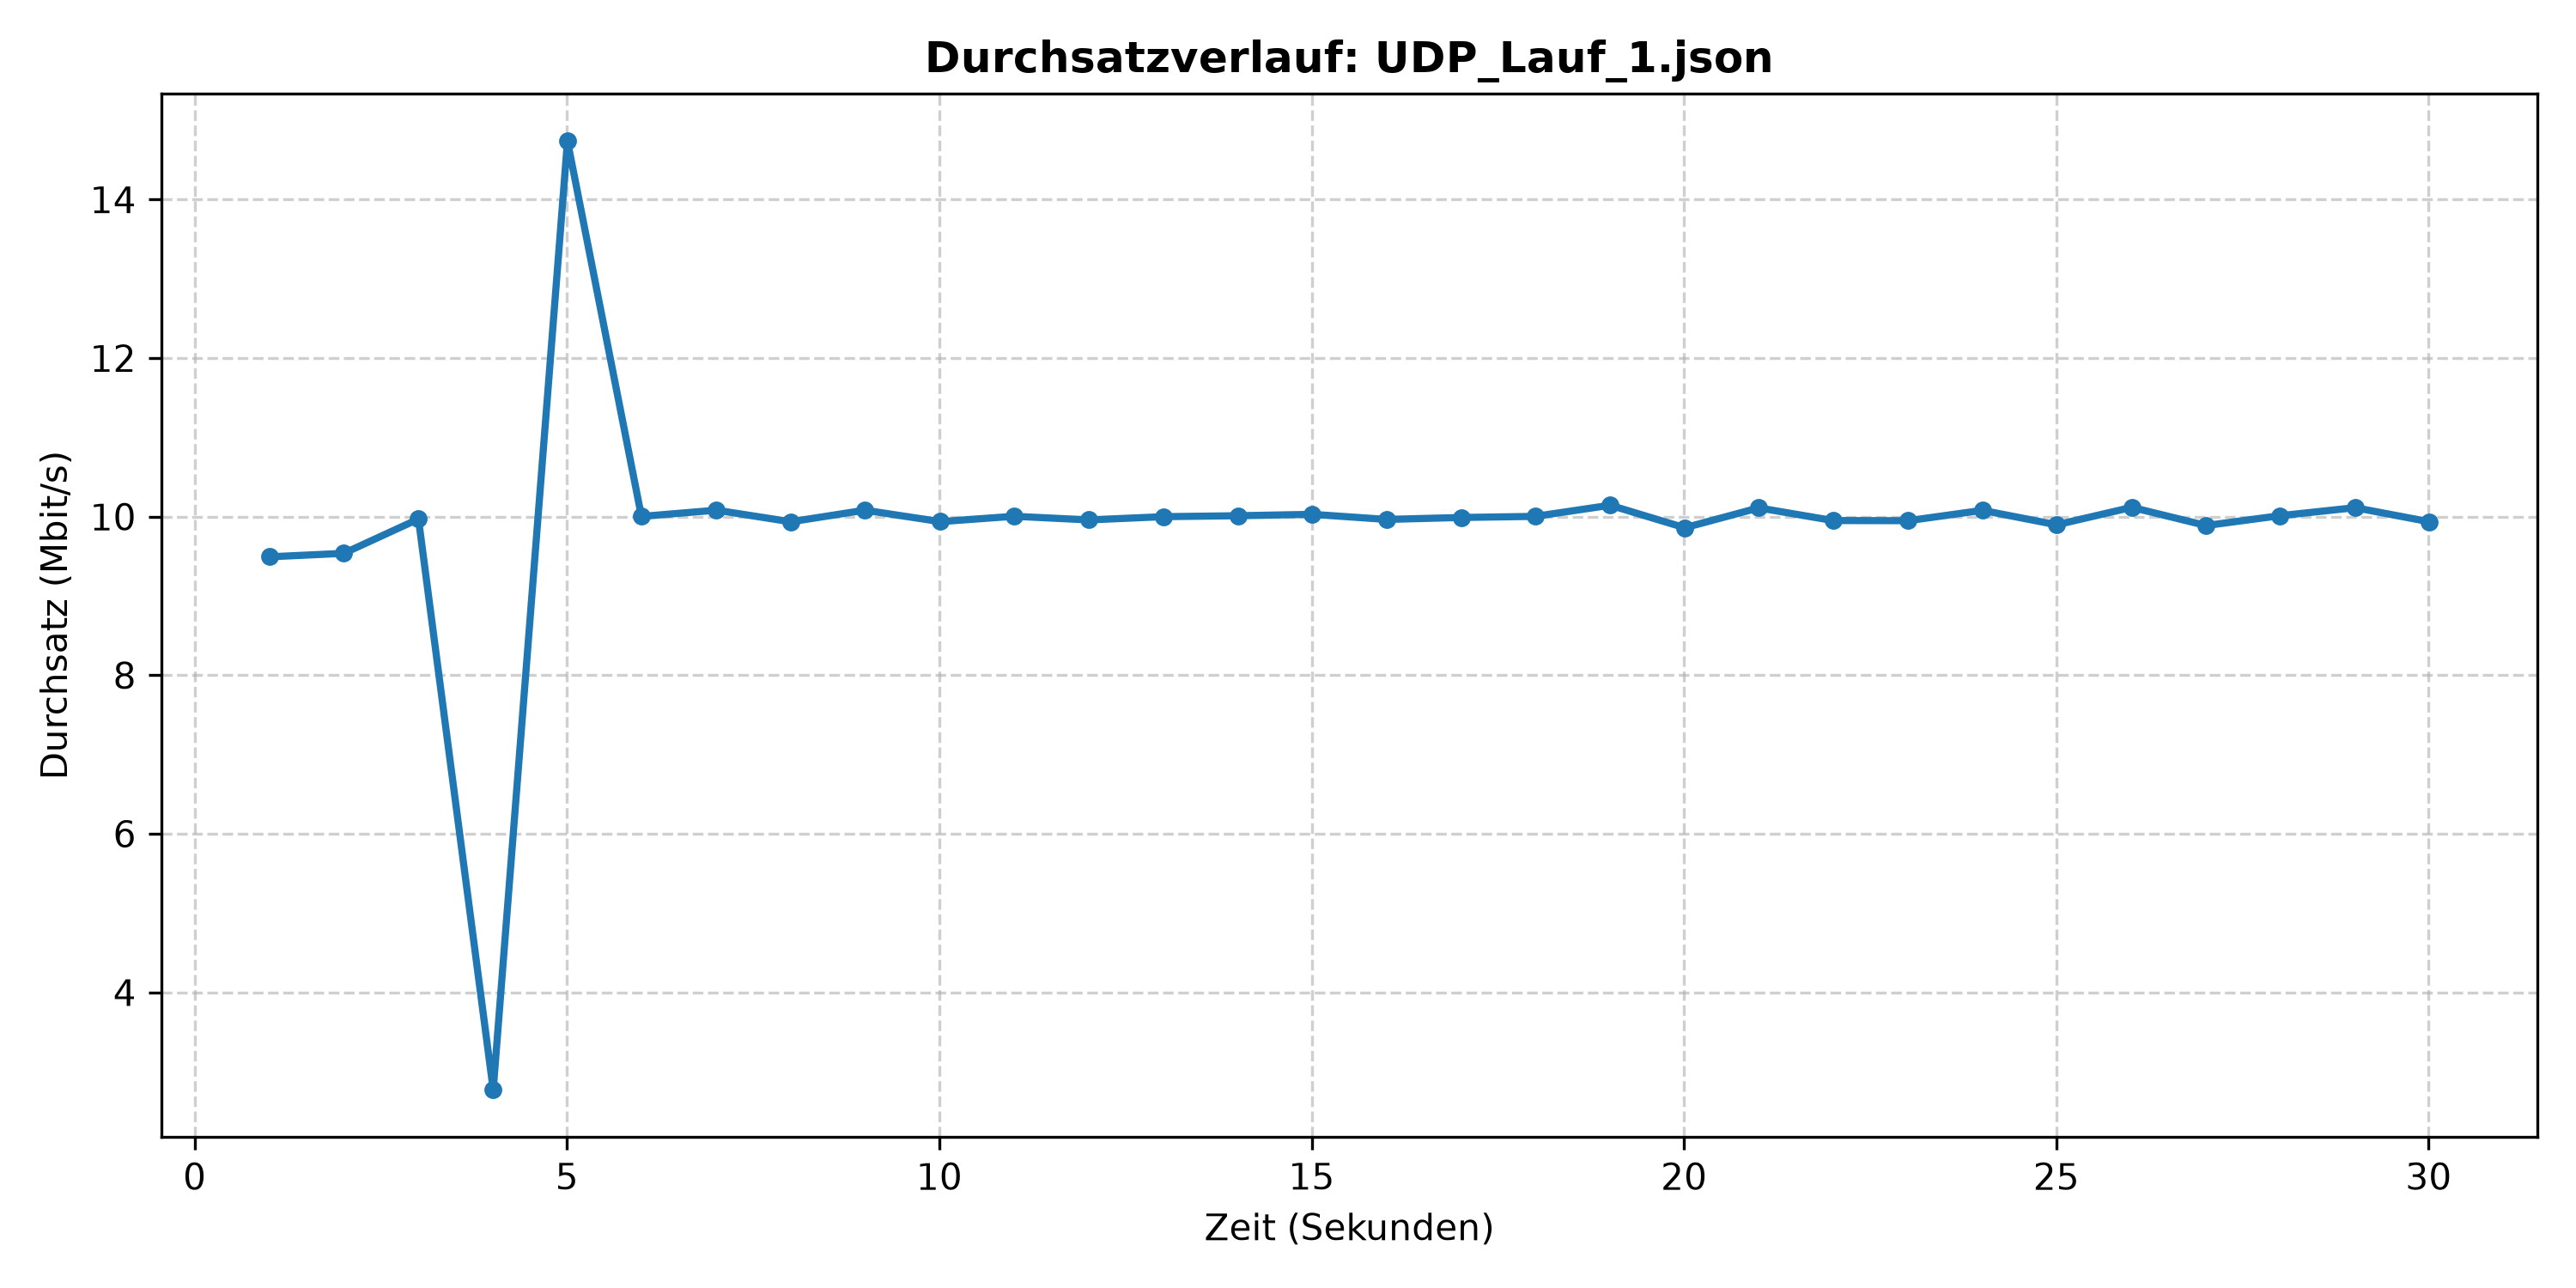 Durchsatzverlauf: UDP_Lauf_1.json
Durchsatz (Mbit/s)
14
12
10
8
6
4
0 5 10 15 20 25 30
Zeit (Sekunden)